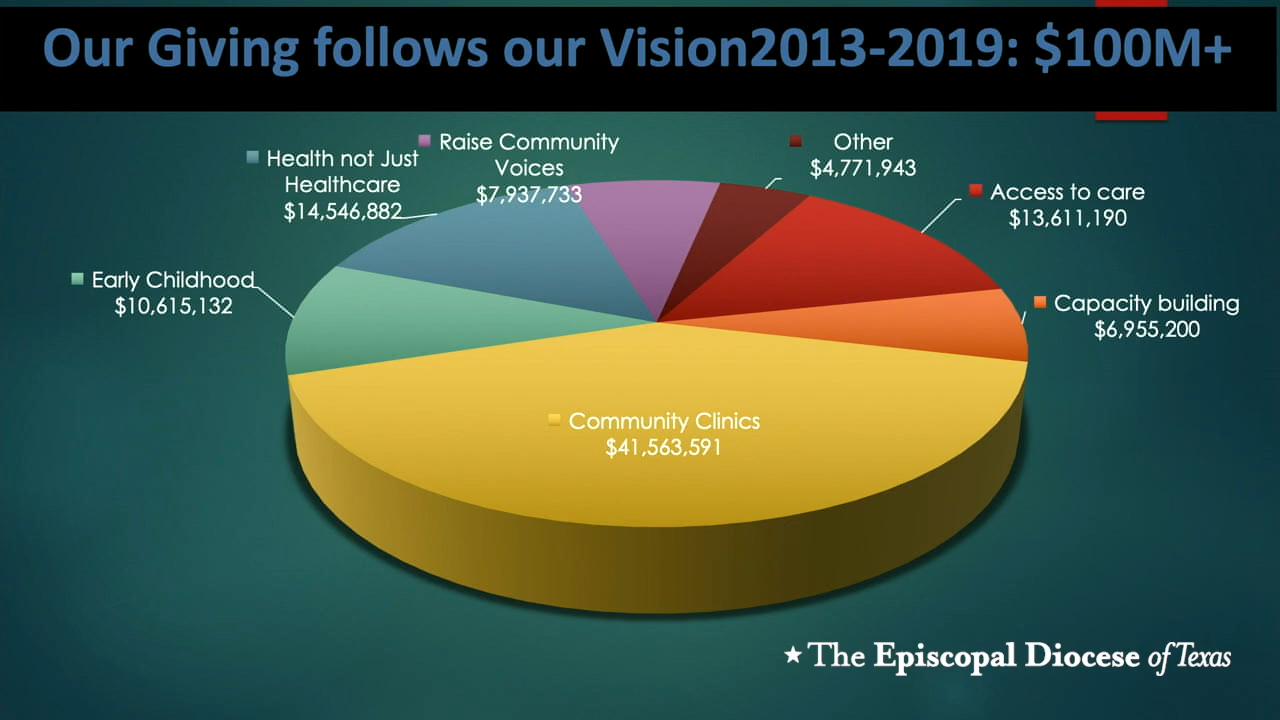 Our Giving follows our Vision2013-2019: $100M+
Raise Community
Voices
$7,937,733
Other
$4,771,943
Health not Just
Healthcare
$14,546,882
Access to care
$13,611,190
Early Childhood
$10,615,132
Capacity building
$6,955,200
Community Clinics
$41,563,591
The Episcopal Diocese of Texas